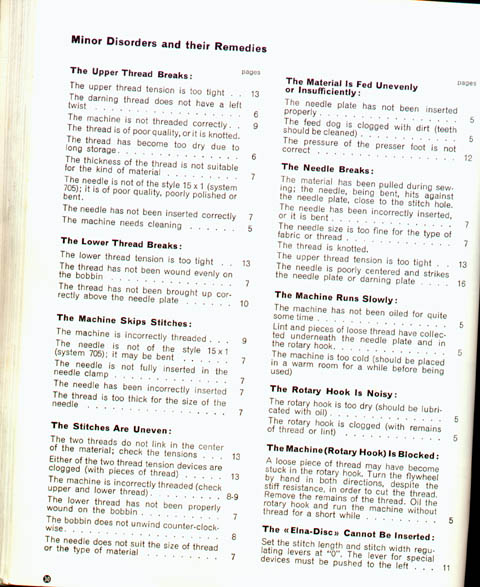 Minor Disorders and their Remedies
The Upper Thread Breaks: pages
The upper thread tension is too tight . . 13
The darning thread does not have a left
twist . . . . . . . . . . . . . . 6
The machine is not threaded correctly . . 9
The thread is of poor quality, or it is knotted.
The thread has become too dry due to
long storage . . . . . . . . . . . . 6
The thickness of the thread is not suitable
for the kind of material . . . . . . . . 7
The needle is not of the style 15 x 1 (system
705); it is of poor quality, poorly polished or
bent.
The needle has not been inserted correctly 7
The machine needs cleaning . . . . . . 5
The Lower Thread Breaks:
The lower thread tension is too tight . . 13
The thread has not been wound evenly on
the bobbin . . . . . . . . . . . . 7
The thread has not been brought up cor-
rectly above the needle plate . . . . . . 10
The Machine Skips Stitches:
The machine is incorrectly threaded . . . 9
The needle is not of the style 15 x 1
(system 705); it may be bent . . . . . . 7
The needle is not fully inserted in the
needle clamp . . . . . . . . . . . 7
The needle has been incorrectly inserted 7
The thread is too thick for the size of the
needle . . . . . . . . . . . . . . 7
The Stitches Are Uneven:
The two threads do not link in the center
of the material; check the tensions . . . 13
Either of the two thread tension devices are
clogged (with pieces of thread) . . . . . 13
The machine is incorrectly threaded (check
upper and lower thread) . . . . . . . . 8-9
The lower thread has not been properly
wound on the bobbin . . . . . . . . . 7
The bobbin does not unwind counter-clock-
wise . . . . . . . . . . . . . . . 8
The needle does not suit the size of thread
or the type of material . . . . . . . . 7
36
pages
The Material Is Fed Unevenly
or Insufficiently:
The needle plate has not been inserted
properly . . . . . . . . . . . . . 5
The feed dog is clogged with dirt (teeth
should be cleaned) . . . . . . . . . . 5
The pressure of the presser foot is not
correct . . . . . . . . . . . . . . 12
The Needle Breaks:
The material has been pulled during sew-
ing; the needle, being bent, hits against
the needle plate, close to the stitch hole.
The needle has been incorrectly inserted,
or it is bent . . . . . . . . . . . . 7
The needle size is too fine for the type of
fabric or thread . . . . . . . . . . . 7
The thread is knotted.
The upper thread tension is too tight . . 13
The needle is poorly centered and strikes
the needle plate or darning plate . . . . 16
The Machine Runs Slowly:
The machine has not been oiled for quite
some time . . . . . . . . . . . . . 5
Lint and pieces of loose thread have collec-
ted underneath the needle plate and in
the rotary hook . . . . . . . . . . . 5
The machine is too cold (should be placed
in a warm room for a while before being
used)
The Rotary Hook Is Noisy:
The rotary hook is too dry (should be lubri-
cated with oil) . . . . . . . . . . . . 5
The rotary hook is clogged (with remains
of thread or lint) . . . . . . . . . . . 5
The Machine (Rotary Hook) Is Blocked:
A loose piece of thread may have become
stuck in the rotary hook. Turn the flywheel
by hand in both directions, despite the
stiff resistance, in order to cut the thread.
Remove the remains of the thread. Oil the
rotary hook and run the machine without
thread for a short while . . . . . . . . 5
The «Elna-Disc» Cannot Be Inserted:
Set the stitch length and stitch width regu-
lating levers at "0". The lever for special
devices must be pushed to the left . . . 11